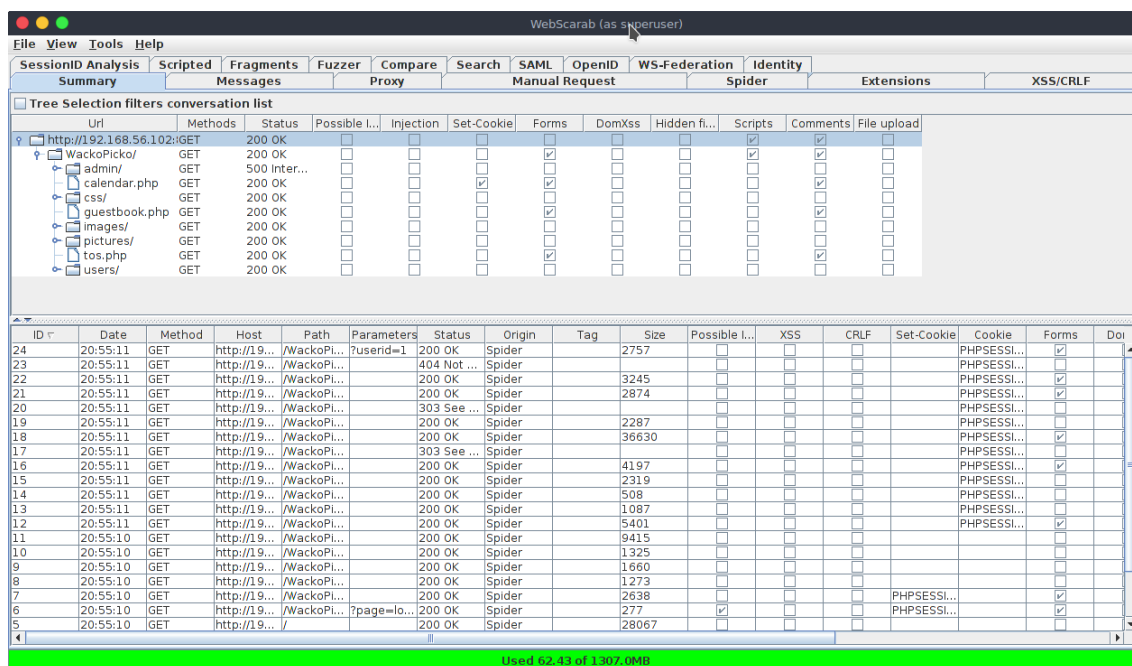 WebScarab (as superuser)
File View Tools Help
SessionID Analysis Scripted Fragments Fuzzer Compare Search SAML OpenID WS-Federation Identity
Summary Messages Proxy Manual Request Spider Extensions XSS/CRLF
Tree Selection filters conversation list
Url Methods Status Possible I... Injection Set-Cookie Forms DomXss Hidden fi... Scripts Comments File upload
http://192.168.56.102: GET 200 OK
WackoPicko/ GET 200 OK
admin/ GET 500 Inter...
calendar.php GET 200 OK
css/ GET 200 OK
guestbook.php GET 200 OK
images/ GET 200 OK
pictures/ GET 200 OK
tos.php GET 200 OK
users/ GET 200 OK
ID Date Method Host Path Parameters Status Origin Tag Size Possible I... XSS CRLF Set-Cookie Cookie Forms Do
24 20:55:11 GET http://19... /WackoPi... ?userid=1 200 OK Spider 2757 PHPSESSI...
23 20:55:11 GET http://19... /WackoPi... 404 Not ... Spider PHPSESSI...
22 20:55:11 GET http://19... /WackoPi... 200 OK Spider 3245 PHPSESSI...
21 20:55:11 GET http://19... /WackoPi... 200 OK Spider 2874 PHPSESSI...
20 20:55:11 GET http://19... /WackoPi... 303 See ... Spider PHPSESSI...
19 20:55:11 GET http://19... /WackoPi... 200 OK Spider 2287 PHPSESSI...
18 20:55:11 GET http://19... /WackoPi... 200 OK Spider 36630 PHPSESSI...
17 20:55:11 GET http://19... /WackoPi... 303 See ... Spider PHPSESSI...
16 20:55:11 GET http://19... /WackoPi... 200 OK Spider 4197 PHPSESSI...
15 20:55:11 GET http://19... /WackoPi... 200 OK Spider 2319 PHPSESSI...
14 20:55:11 GET http://19... /WackoPi... 200 OK Spider 508 PHPSESSI...
13 20:55:11 GET http://19... /WackoPi... 200 OK Spider 1087 PHPSESSI...
12 20:55:11 GET http://19... /WackoPi... 200 OK Spider 5401 PHPSESSI...
11 20:55:10 GET http://19... /WackoPi... 200 OK Spider 9415
10 20:55:10 GET http://19... /WackoPi... 200 OK Spider 1325
9 20:55:10 GET http://19... /WackoPi... 200 OK Spider 1660
8 20:55:10 GET http://19... /WackoPi... 200 OK Spider 1273
7 20:55:10 GET http://19... /WackoPi... 200 OK Spider 2638 PHPSESSI...
6 20:55:10 GET http://19... /WackoPi... ?page=lo... 200 OK Spider 277 PHPSESSI...
5 20:55:10 GET http://19... / 200 OK Spider 28067
Used 62.43 of 1307.0MB